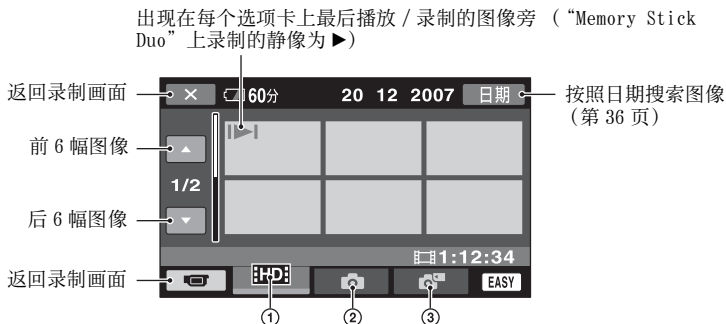 出现在每个选项卡上最后播放 / 录制的图像旁 （“Memory Stick
Duo”上录制的静像为 ▶）
返回录制画面
× 60分 20 12 2007 日期
按照日期搜索图像
（第 36 页）
前 6 幅图像
1/2
后 6 幅图像
1:12:34
返回录制画面
HD
EASY
① ② ③